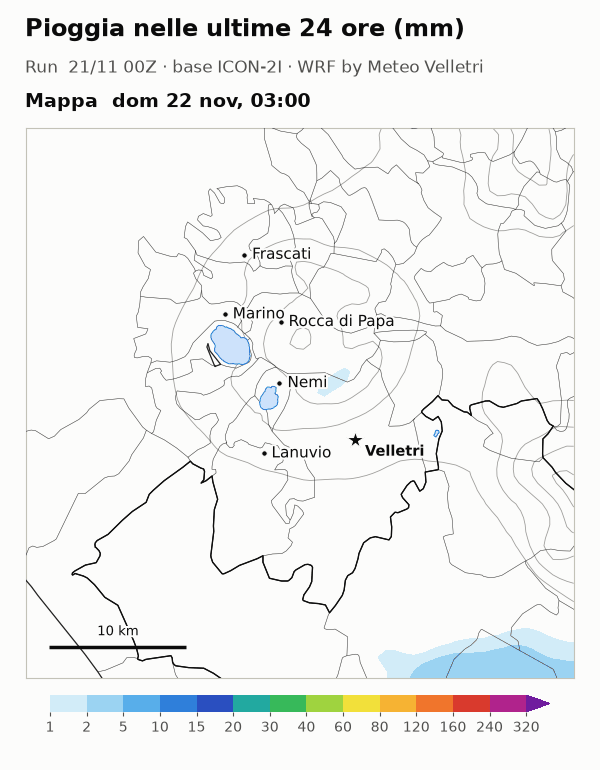 Pioggia nelle ultime 24 ore (mm)
Run 21/11 00Z · base ICON-2I · WRF by Meteo Velletri
Mappa dom 22 nov, 03:00
Frascati
Marino
Rocca di Papa
Nemi
Velletri
Lanuvio
10 km
1 2 5 10 15 20 30 40 60 80 120 160 240 320